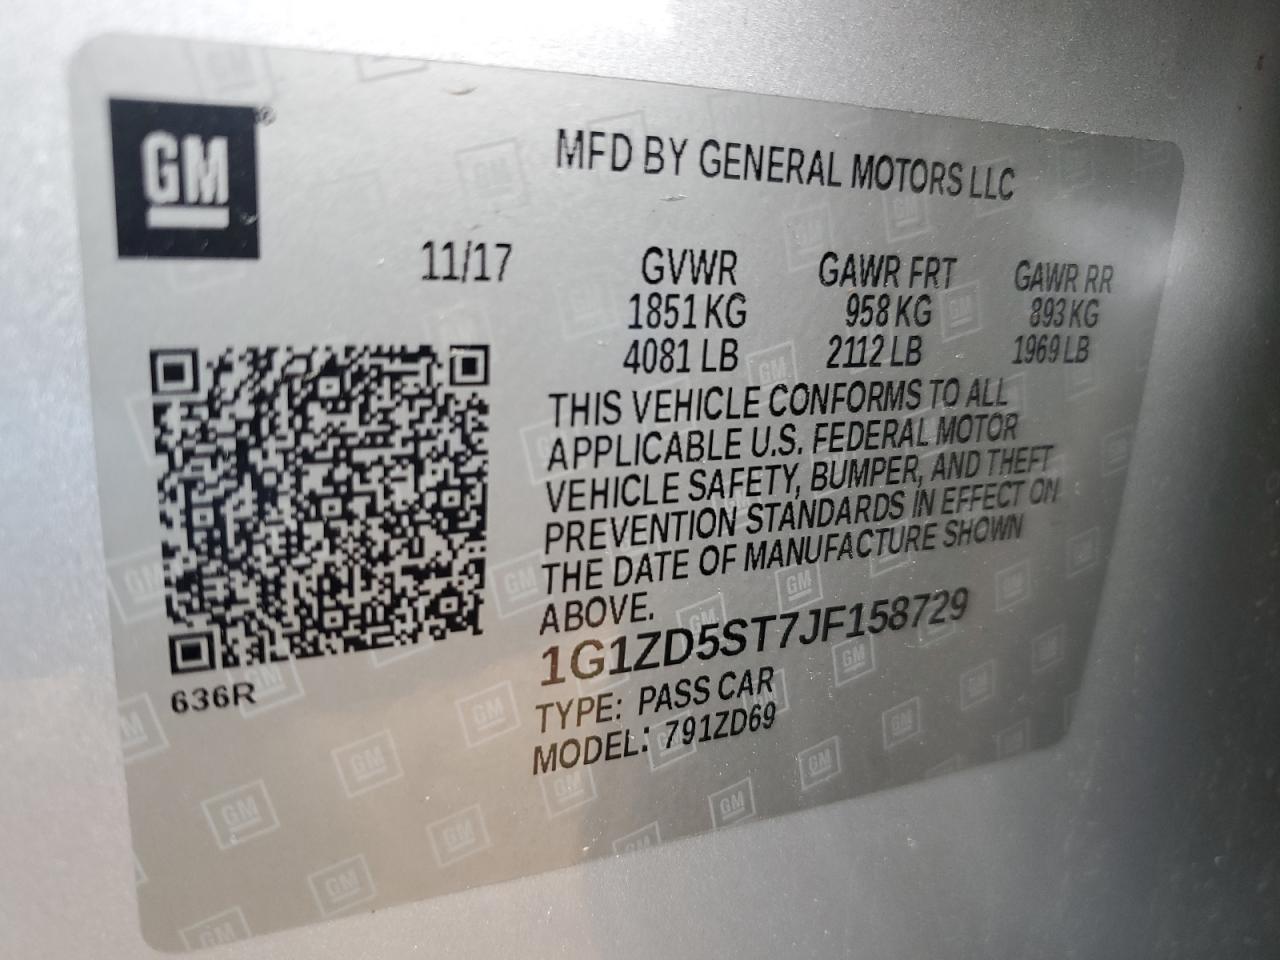 GM
MFD BY GENERAL MOTORS LLC
11/17 GVWR GAWR FRT GAWR RR
1851 KG 958 KG 893 KG
4081 LB 2112 LB 1969 LB
THIS VEHICLE CONFORMS TO ALL
APPLICABLE U.S. FEDERAL MOTOR
VEHICLE SAFETY, BUMPER, AND THEFT
PREVENTION STANDARDS IN EFFECT ON
THE DATE OF MANUFACTURE SHOWN
ABOVE.
1G1ZD5ST7JF158729
TYPE: PASS CAR
MODEL: 791ZD69
636R